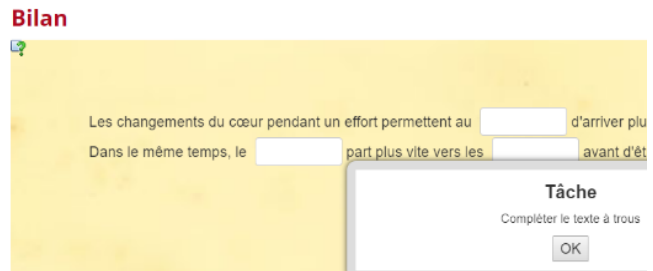 Bilan
Les changements du cœur pendant un effort permettent au d'arriver plu
Dans le même temps, le part plus vite vers les avant d'êt
Tâche
Compléter le texte à trous
OK